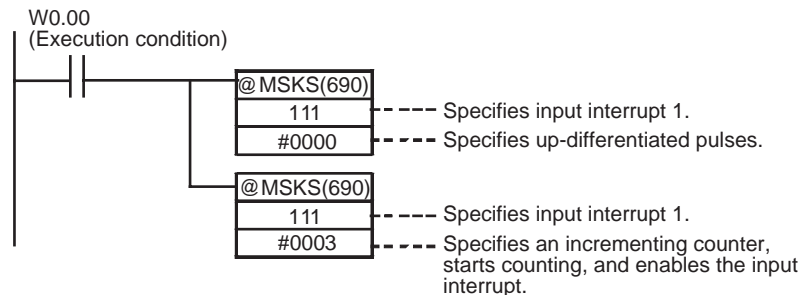 W0.00
(Execution condition)
@MSKS(690)
111
Specifies input interrupt 1.
#0000
Specifies up-differentiated pulses.
@MSKS(690)
111
Specifies input interrupt 1.
#0003
Specifies an incrementing counter,
starts counting, and enables the input
interrupt.